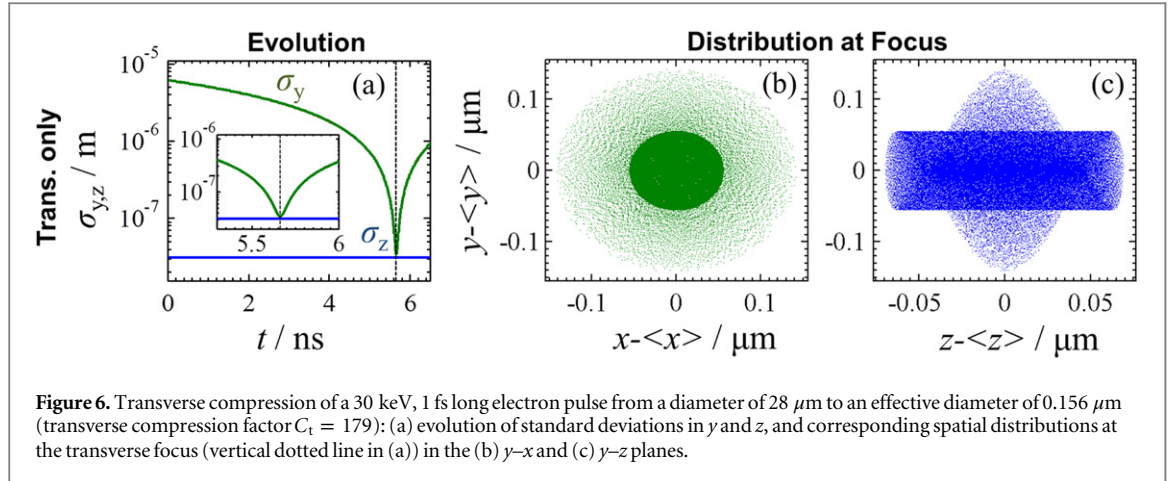 Evolution
Distribution at Focus
Trans. only
σy,z / m
10^-5
10^-6
10^-7
σy
(a)
10^-6
10^-7
5.5 6
σz
0 2 4 6
t / ns
y-<y> / μm
0.1
0
-0.1
(b)
-0.1 0 0.1
x-<x> / μm
0.1
0
-0.1
(c)
-0.05 0 0.05
z-<z> / μm
Figure 6. Transverse compression of a 30 keV, 1 fs long electron pulse from a diameter of 28 μm to an effective diameter of 0.156 μm
(transverse compression factor Ct = 179): (a) evolution of standard deviations in y and z, and corresponding spatial distributions at
the transverse focus (vertical dotted line in (a)) in the (b) y–x and (c) y–z planes.